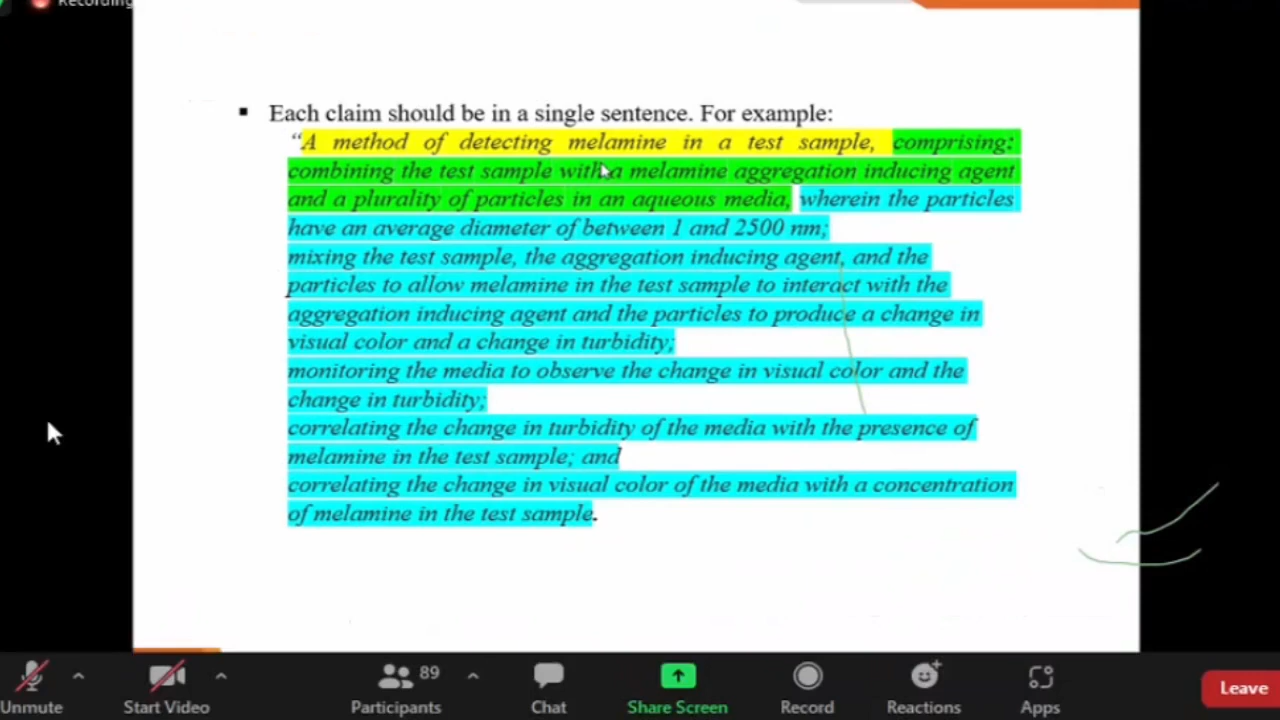 Recording
▪ Each claim should be in a single sentence. For example:
“A method of detecting melamine in a test sample, comprising:
combining the test sample with a melamine aggregation inducing agent
and a plurality of particles in an aqueous media, wherein the particles
have an average diameter of between 1 and 2500 nm;
mixing the test sample, the aggregation inducing agent, and the
particles to allow melamine in the test sample to interact with the
aggregation inducing agent and the particles to produce a change in
visual color and a change in turbidity;
monitoring the media to observe the change in visual color and the
change in turbidity;
correlating the change in turbidity of the media with the presence of
melamine in the test sample; and
correlating the change in visual color of the media with a concentration
of melamine in the test sample.
89
Unmute Start Video Participants Chat Share Screen Record Reactions Apps Leave